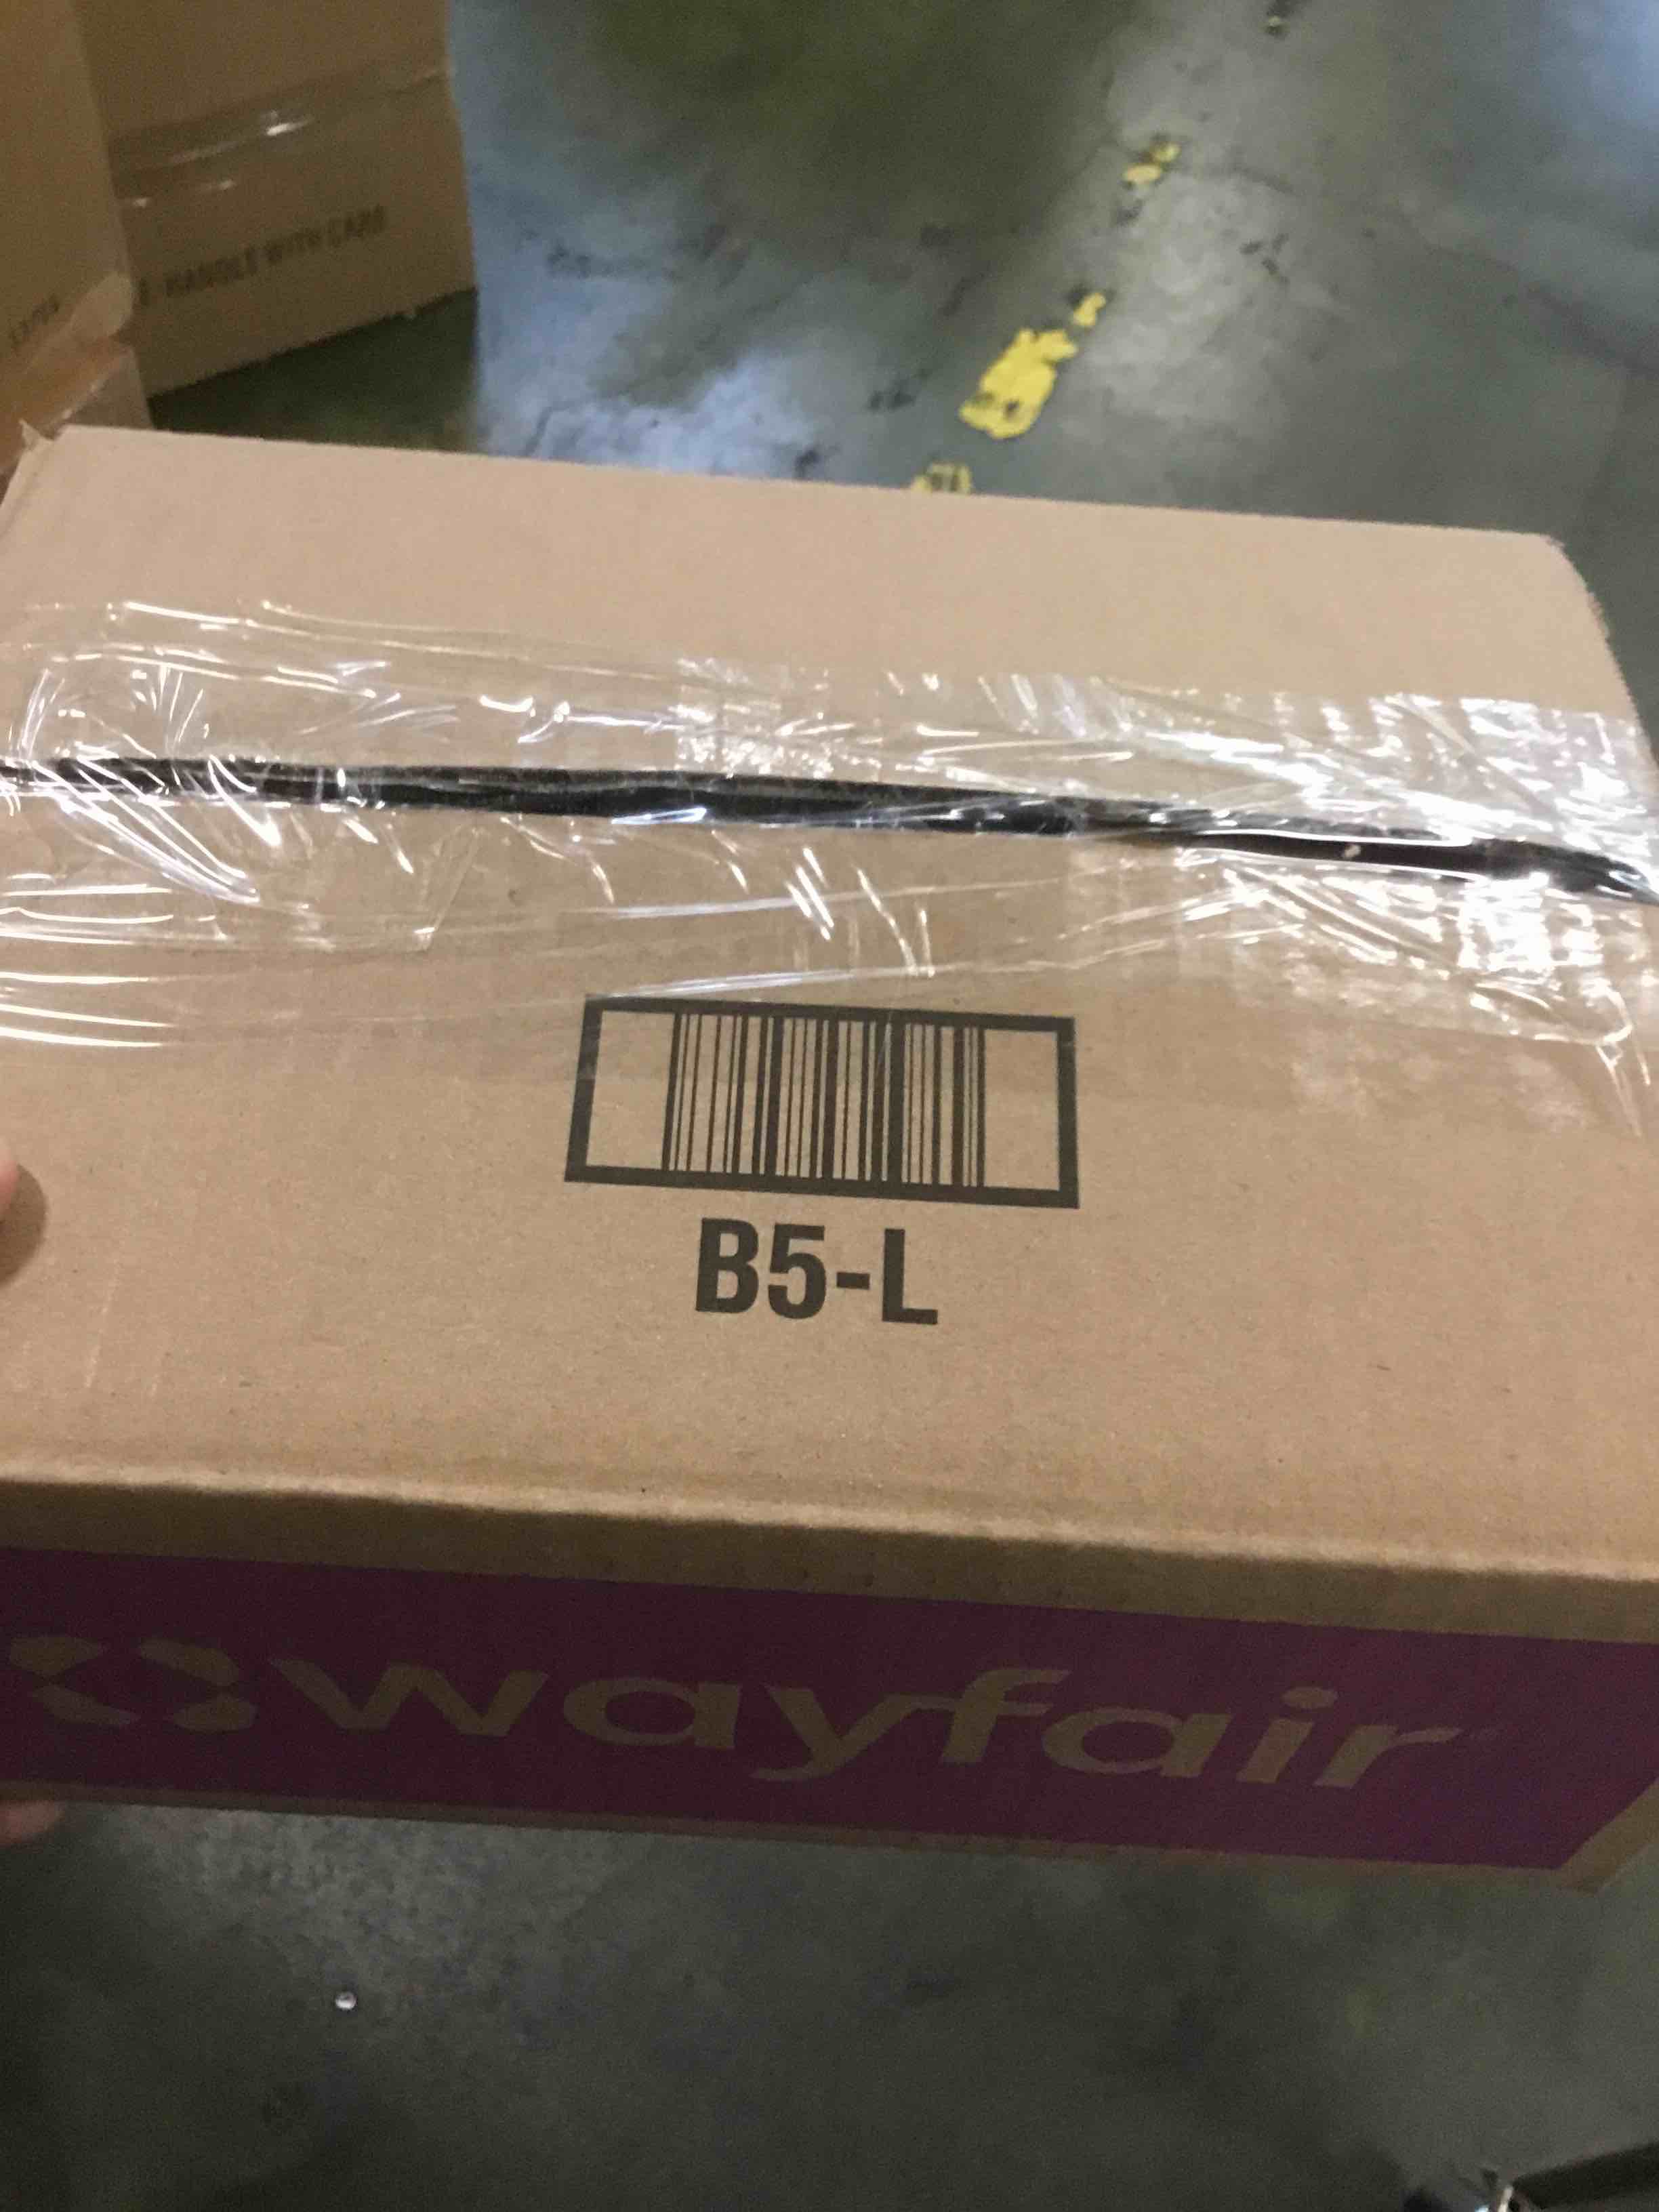 HANDLE WITH CARE
B5-L
wayfair